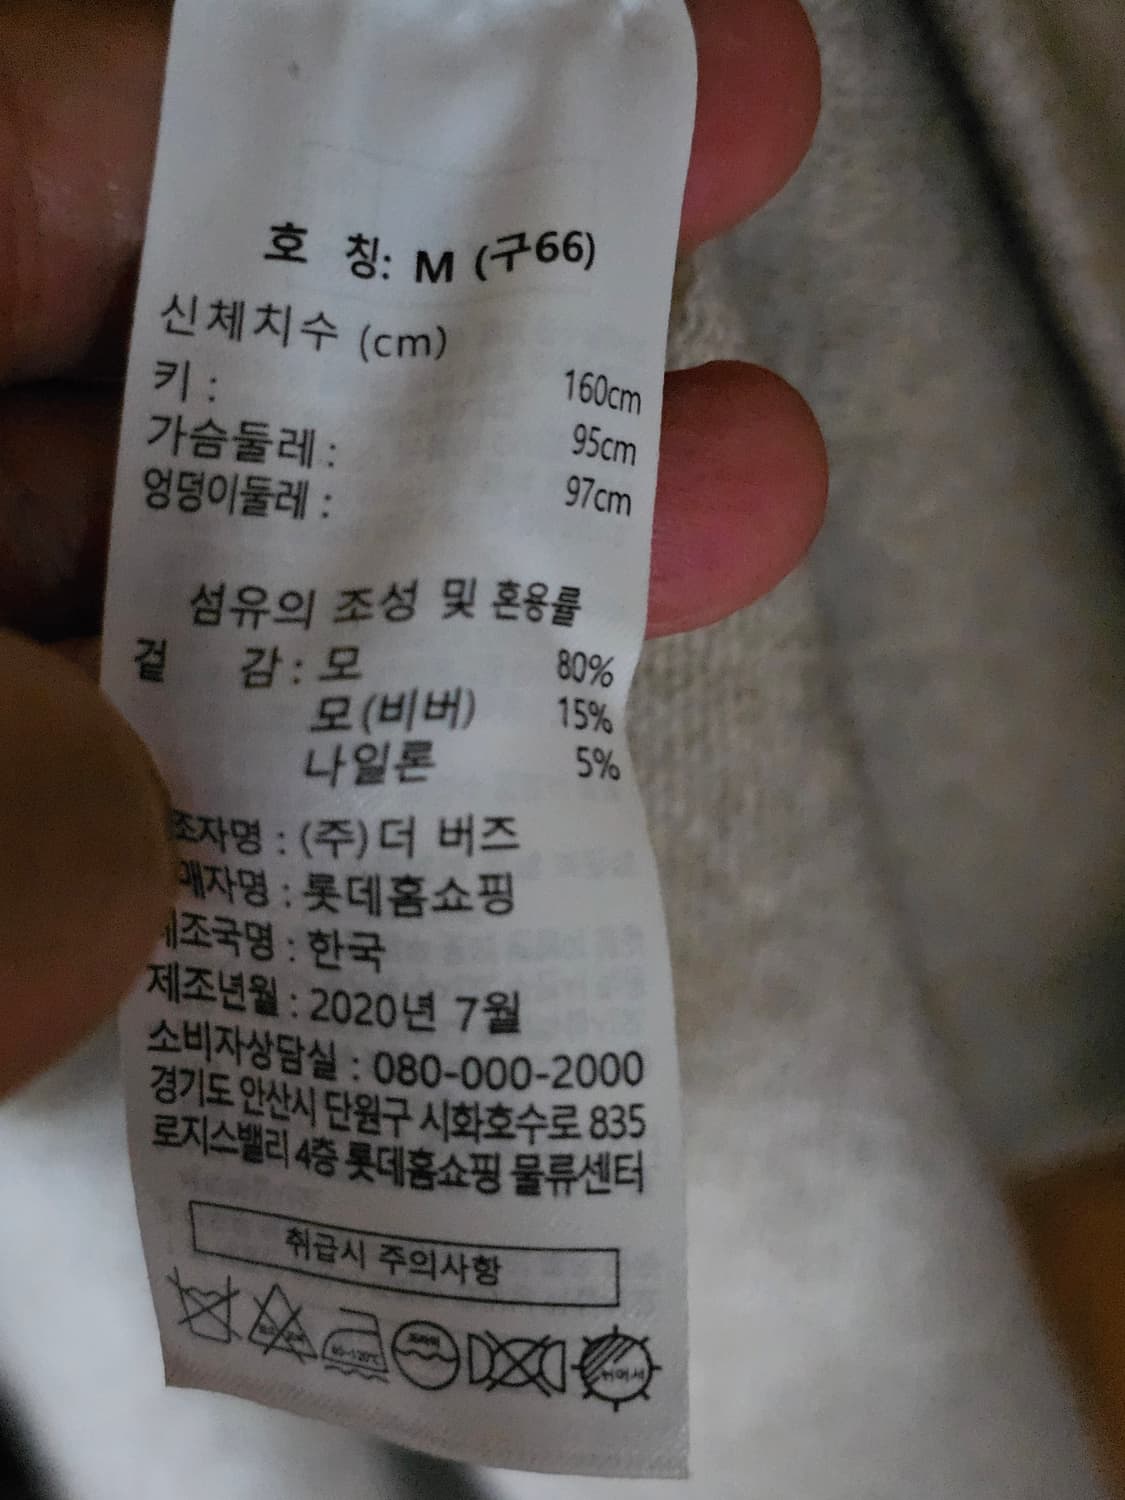 호 칭: M (구66)
신체치수 (cm)
키 : 160cm
가슴둘레 : 95cm
엉덩이둘레 : 97cm
섬유의 조성 및 혼용률
겉 감 : 모 80%
모(비버) 15%
나일론 5%
조자명 : (주)더 버즈
매자명 : 롯데홈쇼핑
제조국명 : 한국
제조년월 : 2020년 7월
소비자상담실 : 080-000-2000
경기도 안산시 단원구 시화호수로 835
로지스밸리 4층 롯데홈쇼핑 물류센터
취급시 주의사항
드라이
뉘어서